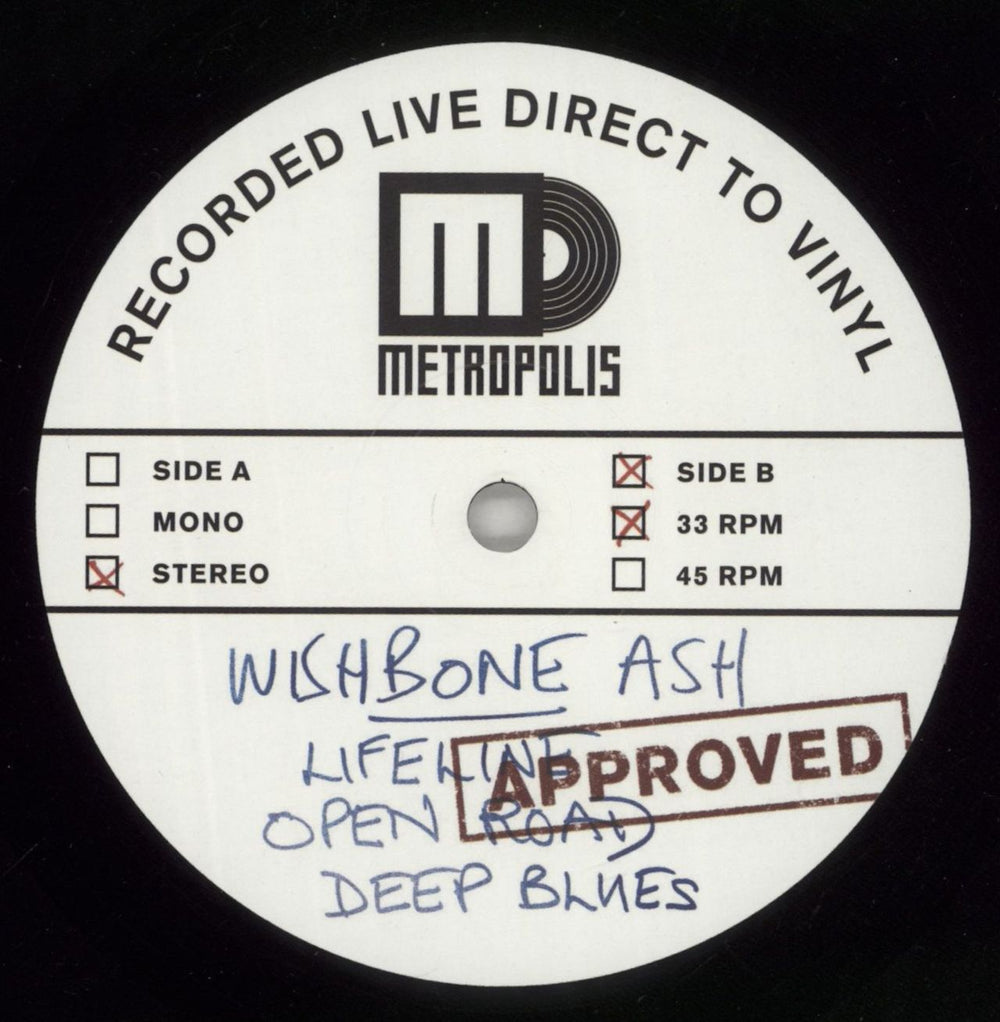 RECORDED LIVE DIRECT TO VINYL
METROPOLIS
SIDE A
MONO
STEREO
SIDE B
33 RPM
45 RPM
WISHBONE ASH
LIFELINE
APPROVED
OPEN ROAD
DEEP BLUES